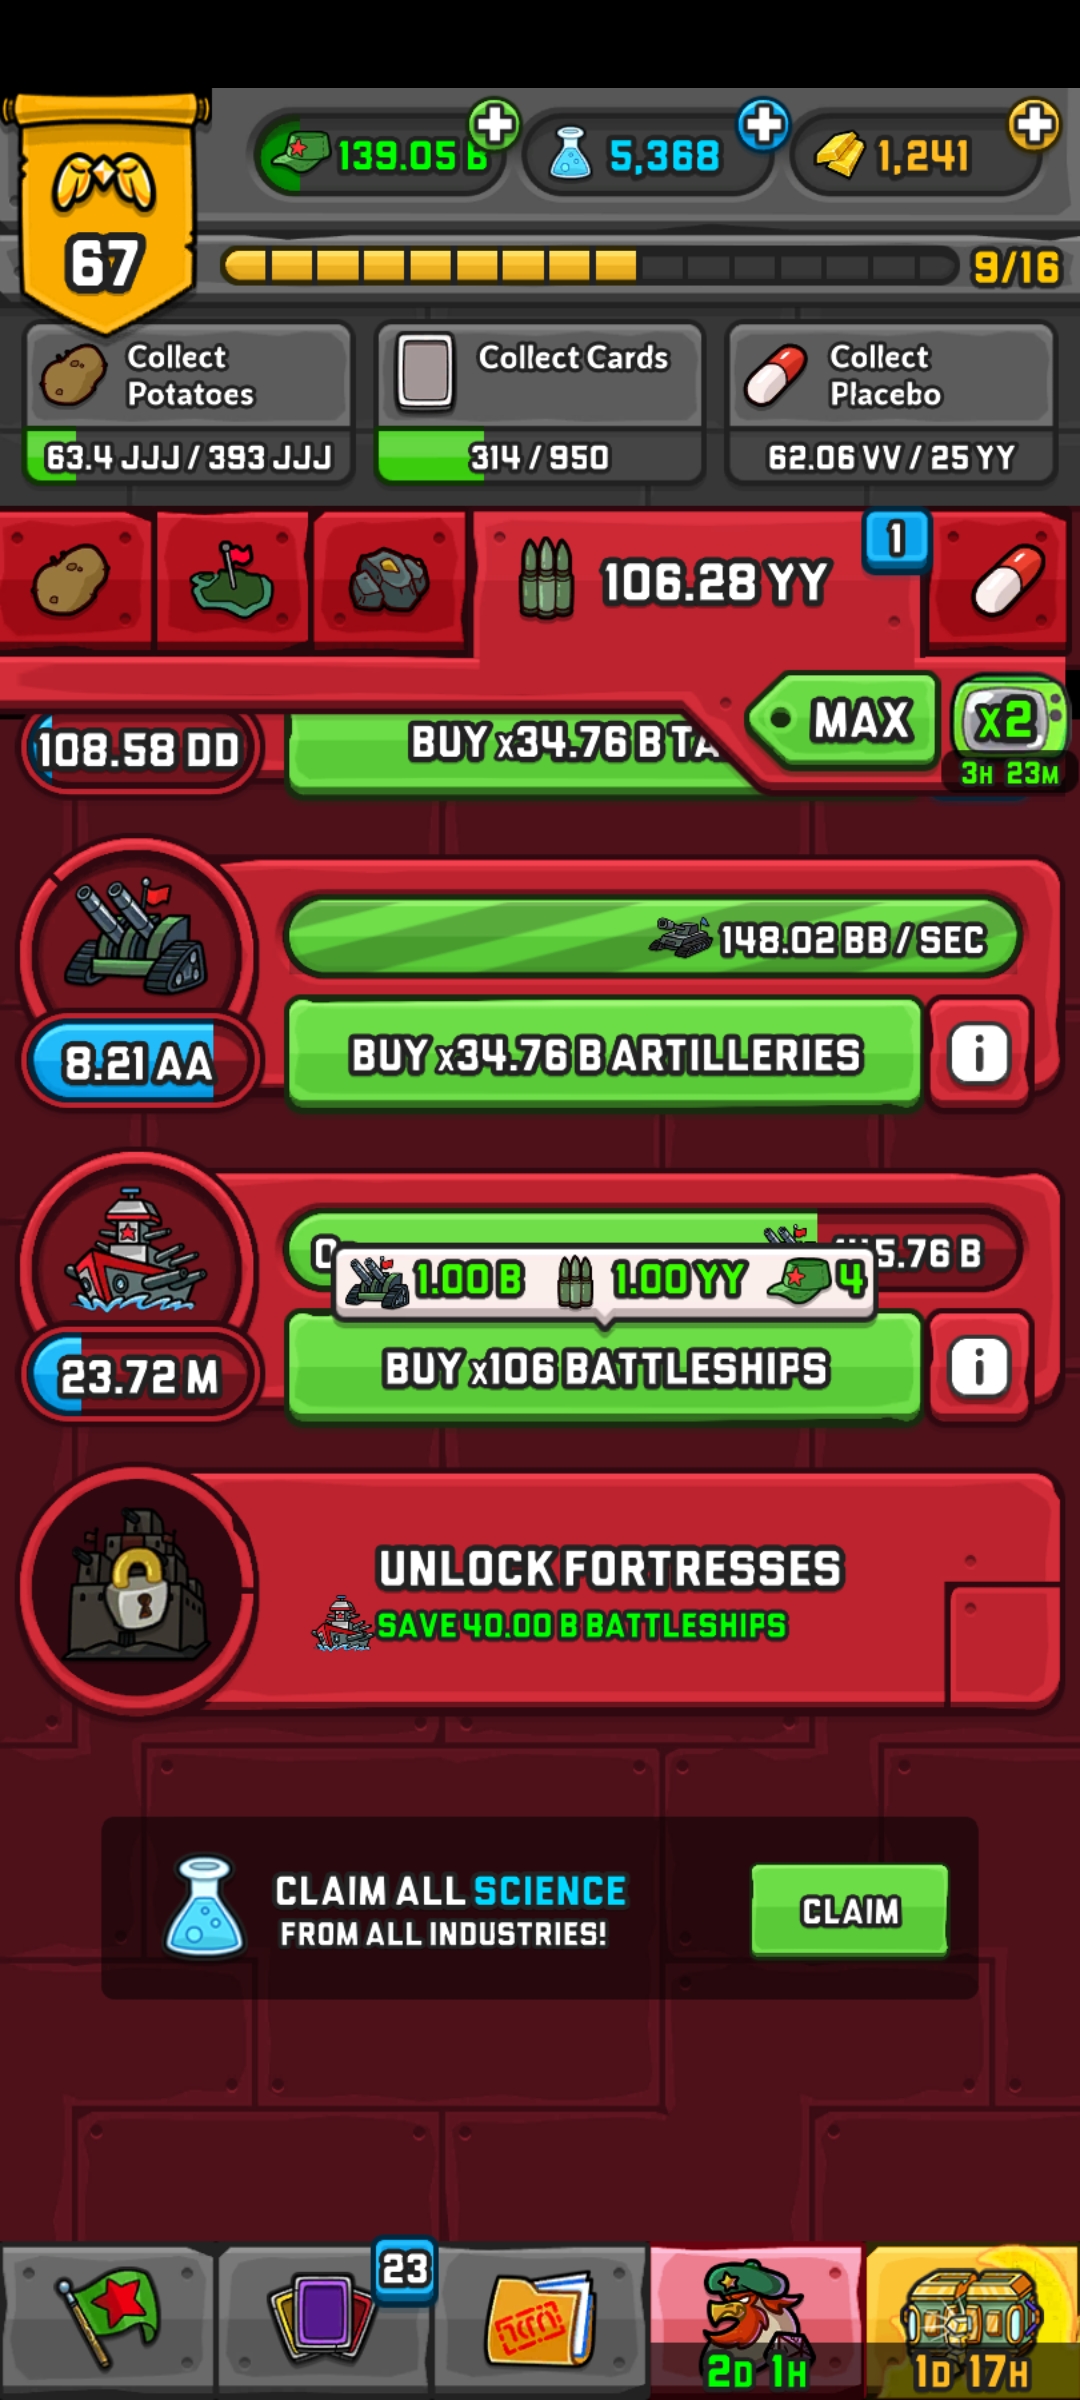 139.05 B
5,368
1,241
67
9/16
Collect Potatoes
63.4 JJJ / 393 JJJ
Collect Cards
314 / 950
Collect Placebo
62.06 VV / 25 YY
106.28 YY
1
MAX
x2
3H 23M
108.58 DD
BUY x34.76 B TA
148.02 BB / SEC
8.21 AA
BUY x34.76 B ARTILLERIES
5.76 B
1.00 B
1.00 YY
4
23.72 M
BUY x106 BATTLESHIPS
UNLOCK FORTRESSES
SAVE 40.00 B BATTLESHIPS
CLAIM ALL SCIENCE
FROM ALL INDUSTRIES!
CLAIM
23
2D 1H
1D 17H